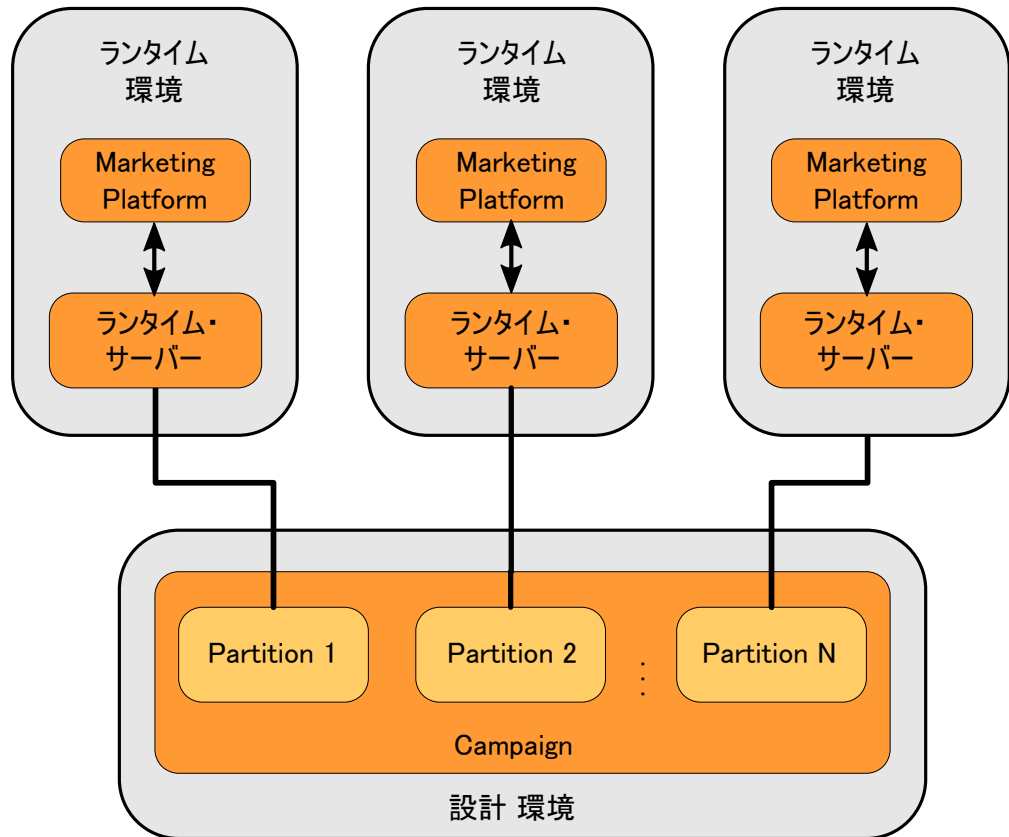 ランタイム
環境
Marketing
Platform
ランタイム・
サーバー
ランタイム
環境
Marketing
Platform
ランタイム・
サーバー
ランタイム
環境
Marketing
Platform
ランタイム・
サーバー
Partition 1
Partition 2
...
Partition N
Campaign
設計 環境